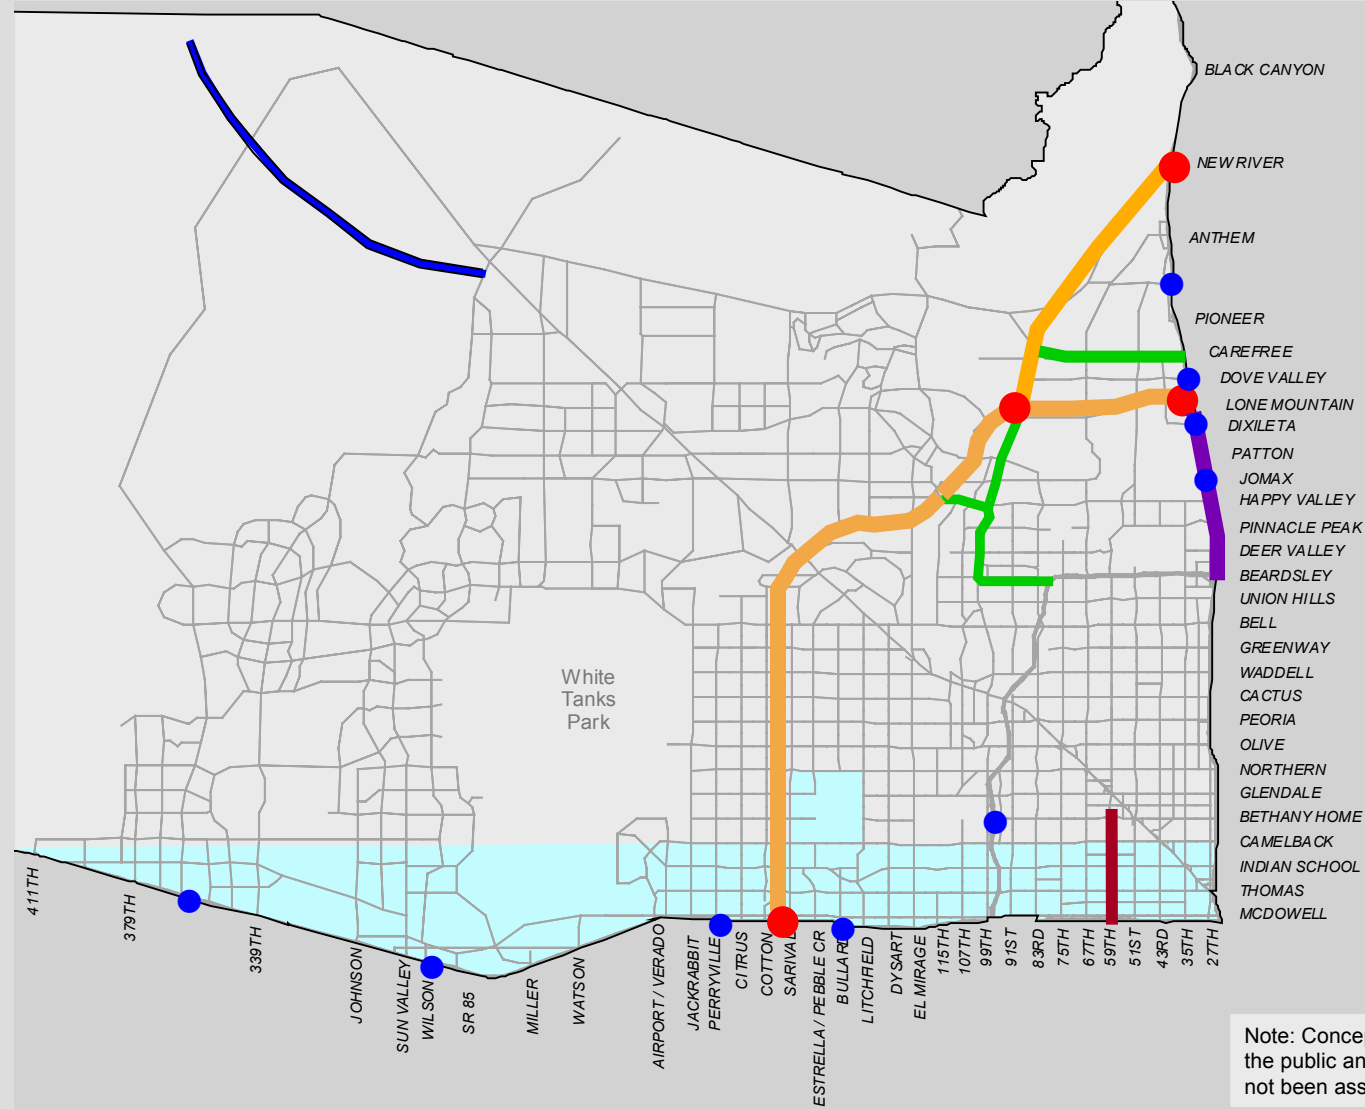 BLACK CANYON
NEW RIVER
ANTHEM
PIONEER
CAREFREE
DOVE VALLEY
LONE MOUNTAIN
DIXILETA
PATTON
JOMAX
HAPPY VALLEY
PINNACLE PEAK
DEER VALLEY
BEARDSLEY
UNION HILLS
BELL
GREENWAY
WADDELL
CACTUS
PEORIA
OLIVE
NORTHERN
GLENDALE
BETHANY HOME
CAMELBACK
INDIAN SCHOOL
THOMAS
MCDOWELL
White
Tanks
Park
411TH
379TH
339TH
JOHNSON
SUN VALLEY
WILSON
SR 85
MILLER
WATSON
AIRPORT / VERADO
JACKRABBIT
PERRYVILLE
CITRUS
COTTON
SARIVAL
ESTRELLA / PEBBLE CR
BULLARD
LITCHFIELD
DYSART
EL MIRAGE
115TH
107TH
99TH
91ST
83RD
75TH
67TH
59TH
51ST
43RD
35TH
27TH
Note: Conce
the public an
not been ass